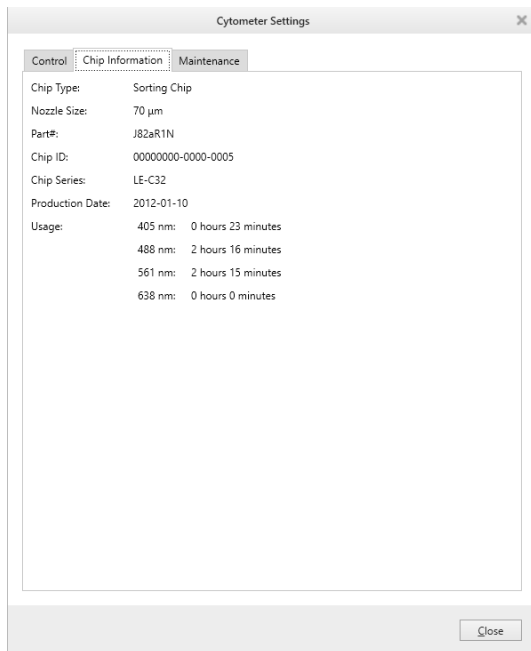 Cytometer Settings
Control Chip Information Maintenance
Chip Type: Sorting Chip
Nozzle Size: 70 μm
Part#: J82aR1N
Chip ID: 00000000-0000-0005
Chip Series: LE-C32
Production Date: 2012-01-10
Usage: 405 nm: 0 hours 23 minutes
488 nm: 2 hours 16 minutes
561 nm: 2 hours 15 minutes
638 nm: 0 hours 0 minutes
Close